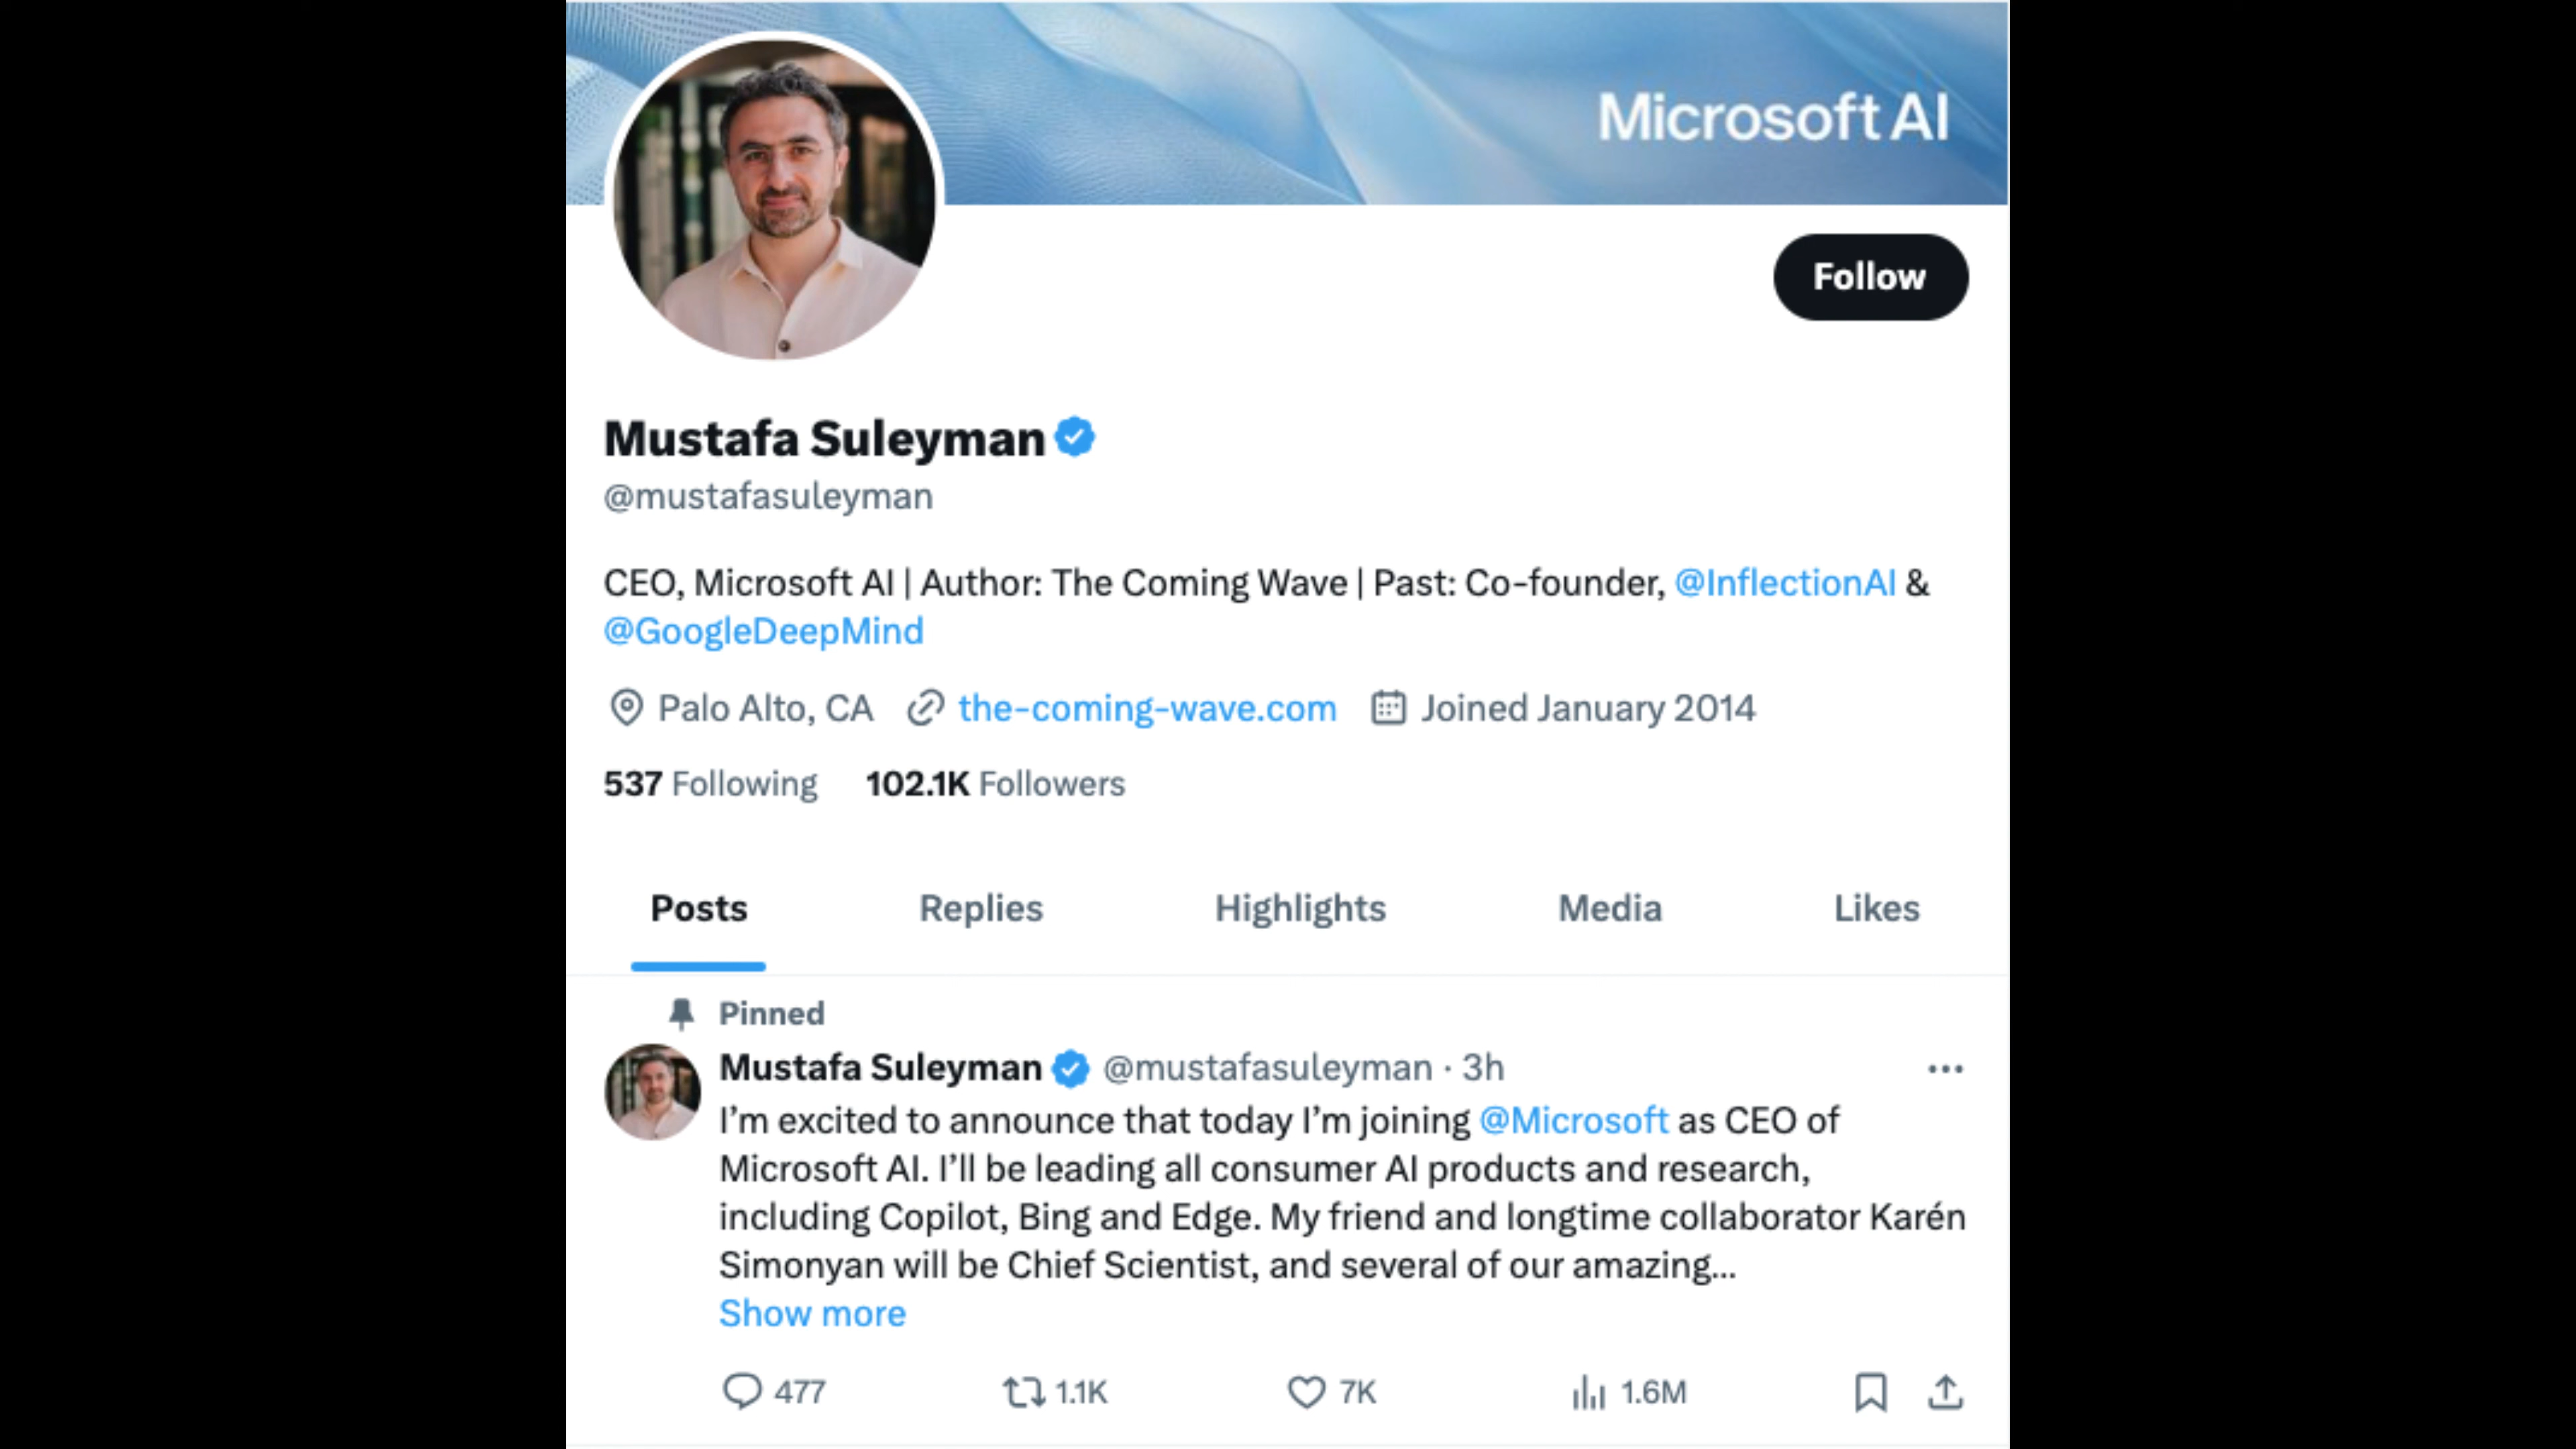 Microsoft AI
Follow
Mustafa Suleyman
@mustafasuleyman
CEO, Microsoft AI | Author: The Coming Wave | Past: Co-founder, @InflectionAI &
@GoogleDeepMind
Palo Alto, CA the-coming-wave.com Joined January 2014
537 Following 102.1K Followers
Posts Replies Highlights Media Likes
Pinned
Mustafa Suleyman @mustafasuleyman · 3h
I’m excited to announce that today I’m joining @Microsoft as CEO of
Microsoft AI. I’ll be leading all consumer AI products and research,
including Copilot, Bing and Edge. My friend and longtime collaborator Karén
Simonyan will be Chief Scientist, and several of our amazing…
Show more
477 1.1K 7K 1.6M